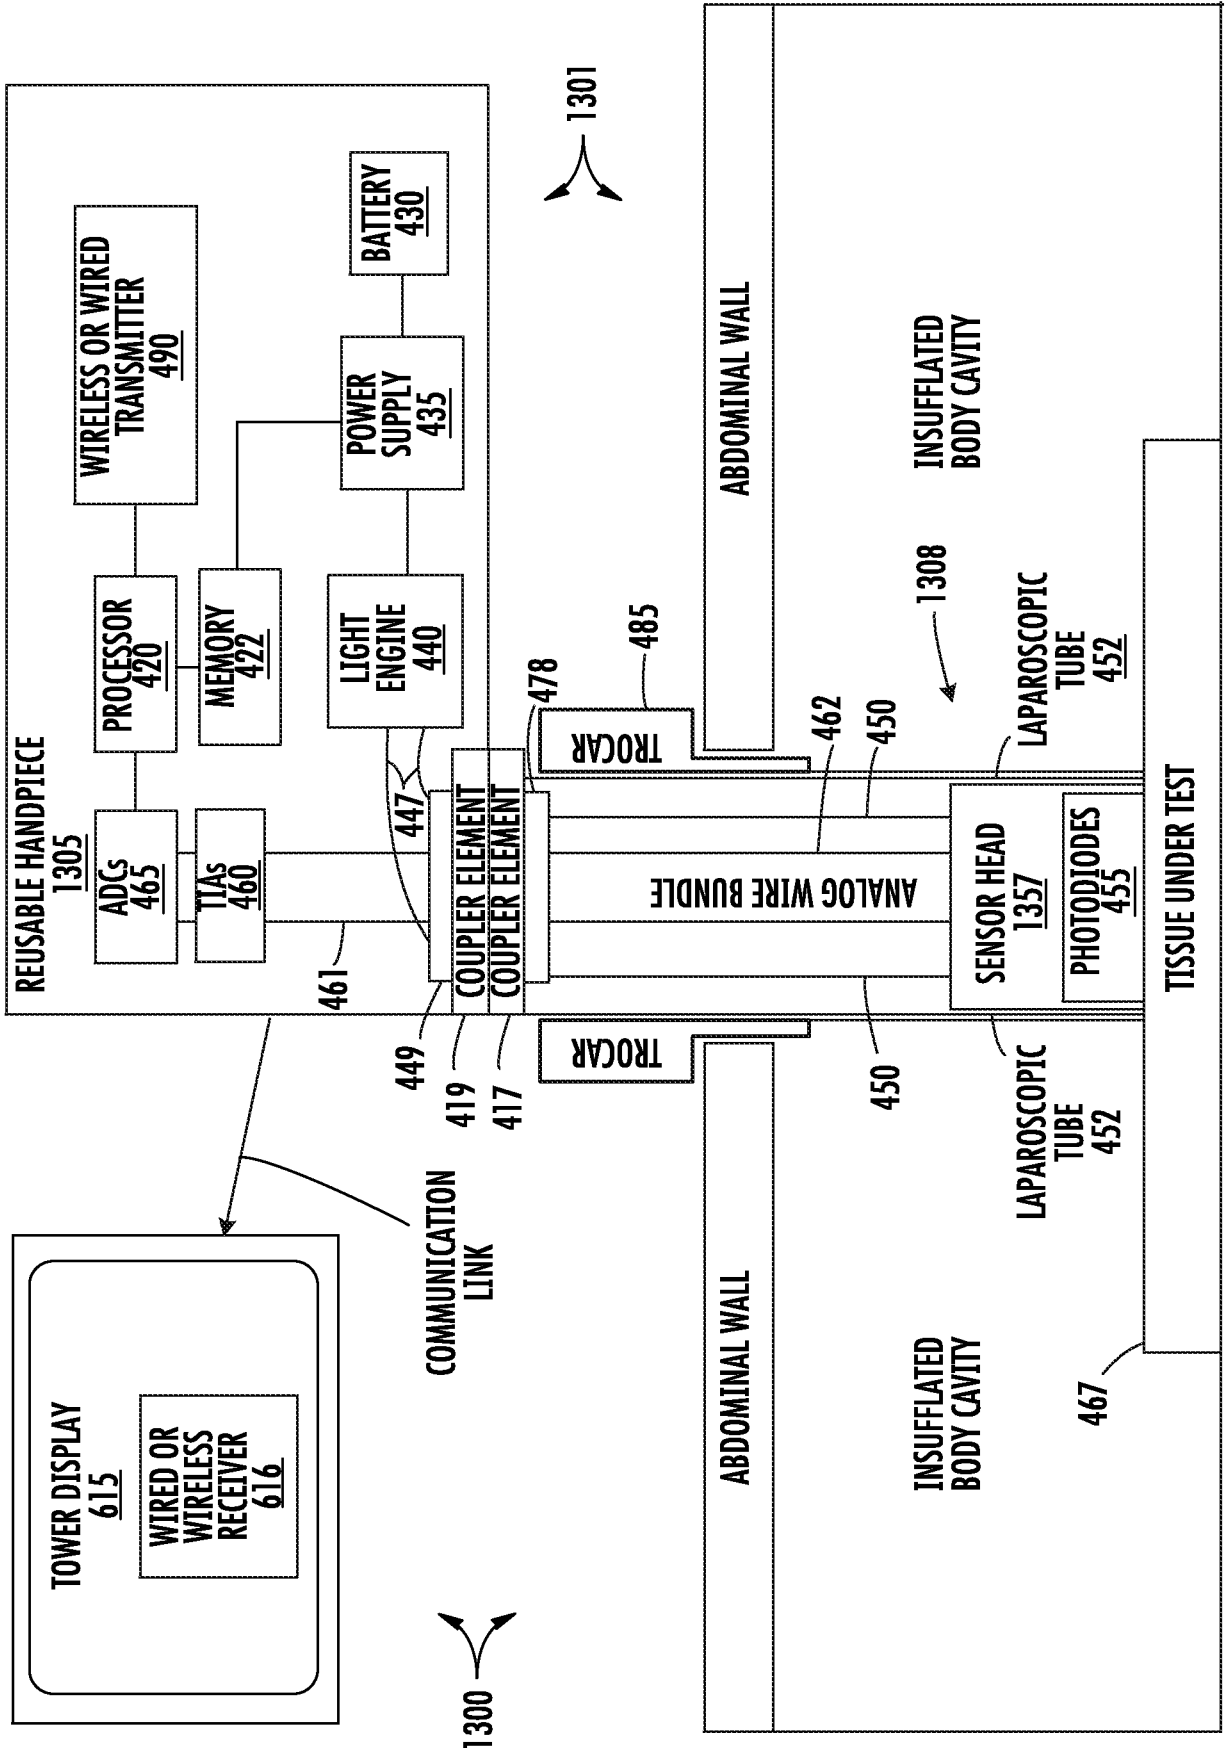 TOWER DISPLAY
615
WIRED OR
WIRELESS
RECEIVER
616
COMMUNICATION
LINK
1300
REUSABLE HANDPIECE
1305
ADCs
465
TIAs
460
PROCESSOR
420
MEMORY
422
WIRELESS OR WIRED
TRANSMITTER
490
LIGHT
ENGINE
440
POWER
SUPPLY
435
BATTERY
430
461
447
449
419
417
COUPLER ELEMENT
COUPLER ELEMENT
478
1301
TROCAR
TROCAR
485
ABDOMINAL WALL
ABDOMINAL WALL
ANALOG WIRE BUNDLE
462
450
450
1308
INSUFFLATED
BODY CAVITY
INSUFFLATED
BODY CAVITY
SENSOR HEAD
1357
PHOTODIODES
455
LAPAROSCOPIC
TUBE
452
LAPAROSCOPIC
TUBE
452
TISSUE UNDER TEST
467